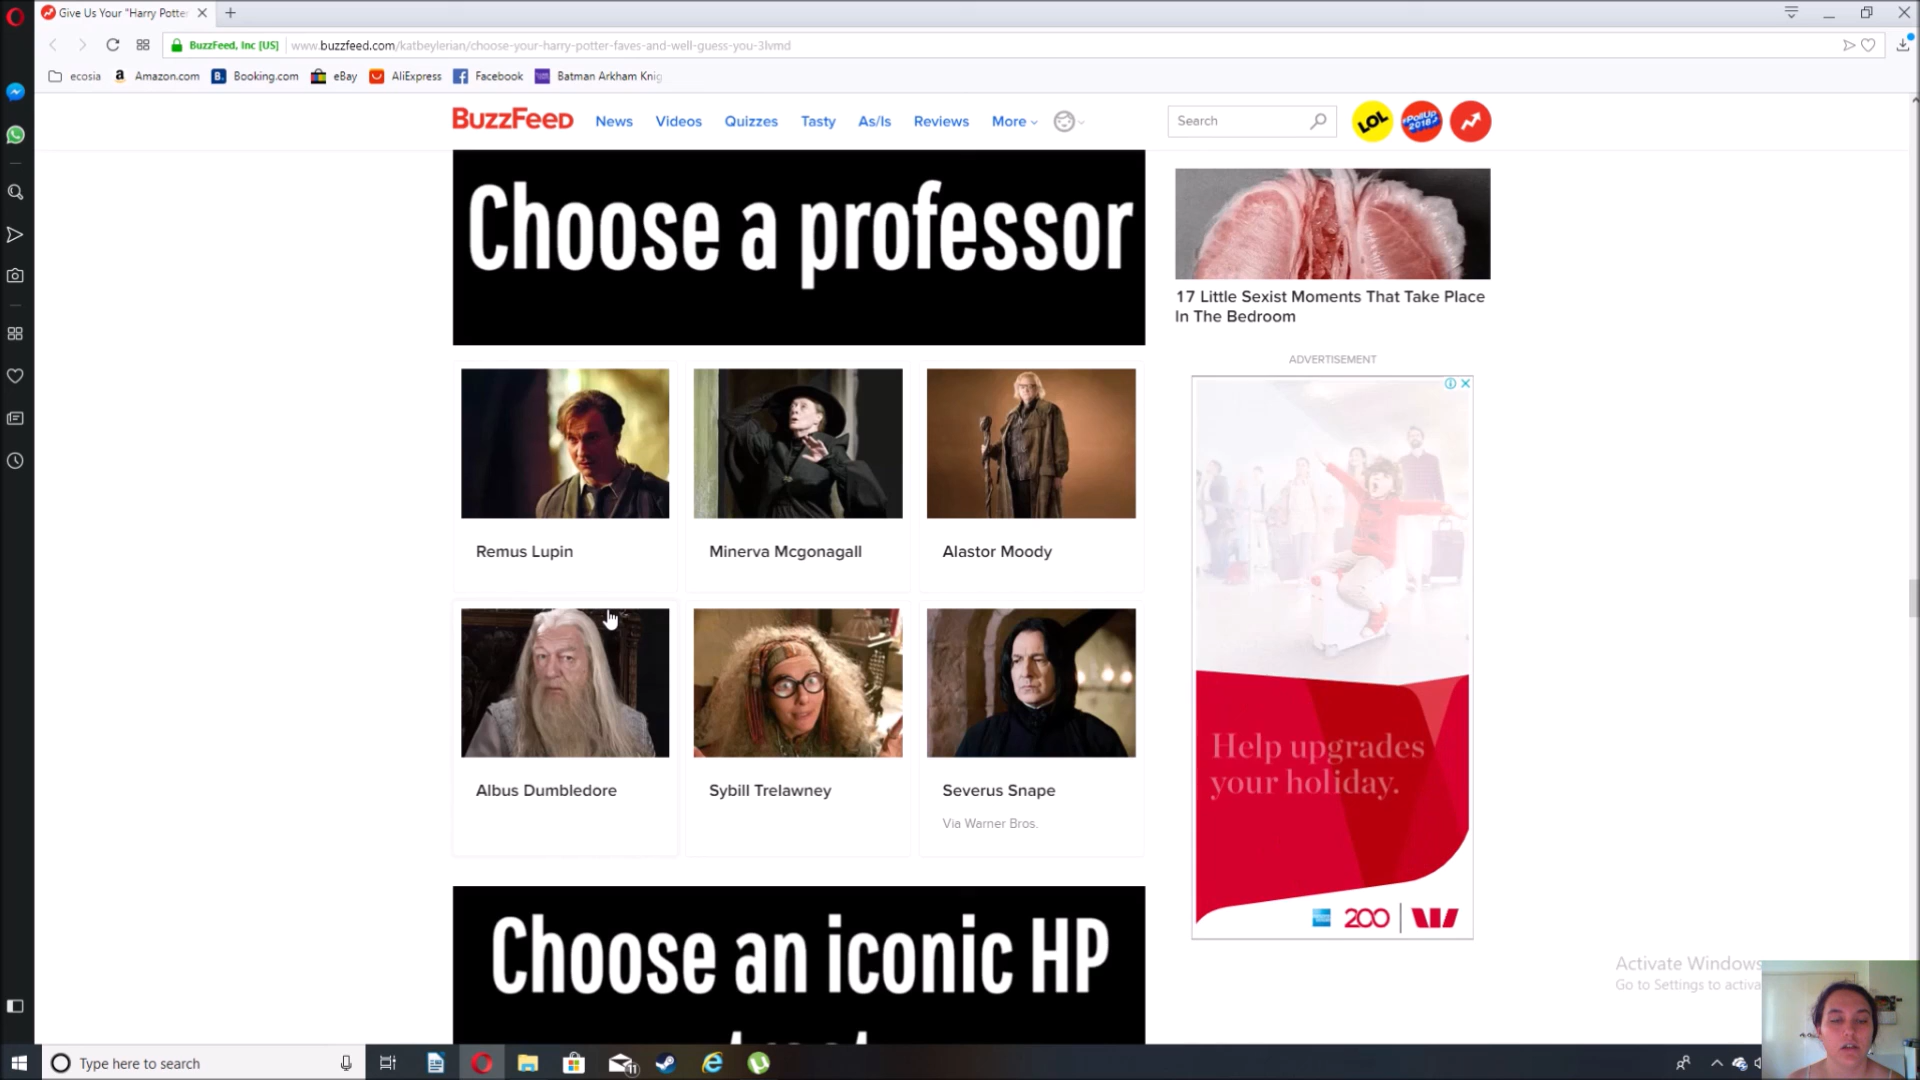 Give Us Your "Harry Potter
BuzzFeed, Inc [US] www.buzzfeed.com/katbeylerian/choose-your-harry-potter-faves-and-well-guess-you-3lvmd
ecosia
a Amazon.com
B. Booking.com
eBay
AliExpress
f Facebook
Batman Arkham Knig
BuzzFeed
News
Videos
Quizzes
Tasty
As/Is
Reviews
More
Search
LOL
#PollUp 2018
Choose a professor
17 Little Sexist Moments That Take Place
In The Bedroom
ADVERTISEMENT
Remus Lupin
Minerva Mcgonagall
Alastor Moody
Help upgrades
your holiday.
200
Albus Dumbledore
Sybill Trelawney
Severus Snape
Via Warner Bros.
Choose an iconic HP
Activate Windows
Go to Settings to activa
Type here to search
11